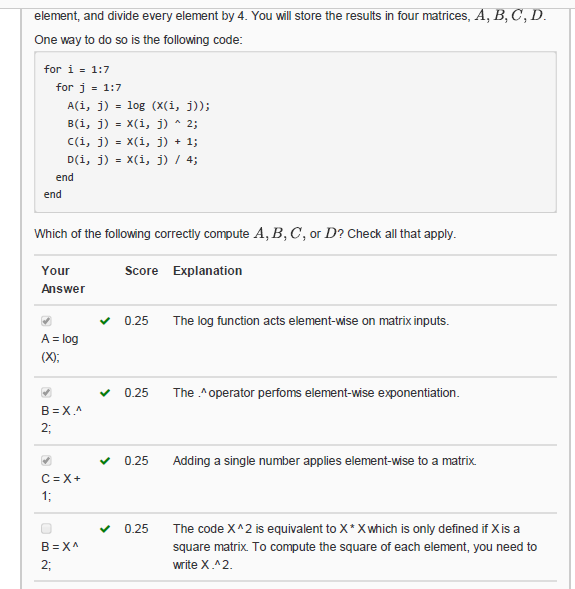 element, and divide every element by 4. You will store the results in four matrices, A, B, C, D.
One way to do so is the following code:
for i = 1:7
for j = 1:7
A(i, j) = log (X(i, j));
B(i, j) = X(i, j) ^ 2;
C(i, j) = X(i, j) + 1;
D(i, j) = X(i, j) / 4;
end
end
Which of the following correctly compute A, B, C, or D? Check all that apply.
Your Answer Score Explanation
A = log (X); 0.25 The log function acts element-wise on matrix inputs.
B = X .^ 2; 0.25 The .^ operator perfoms element-wise exponentiation.
C = X + 1; 0.25 Adding a single number applies element-wise to a matrix.
B = X ^ 2; 0.25 The code X ^ 2 is equivalent to X * X which is only defined if X is a
square matrix. To compute the square of each element, you need to
write X .^ 2.